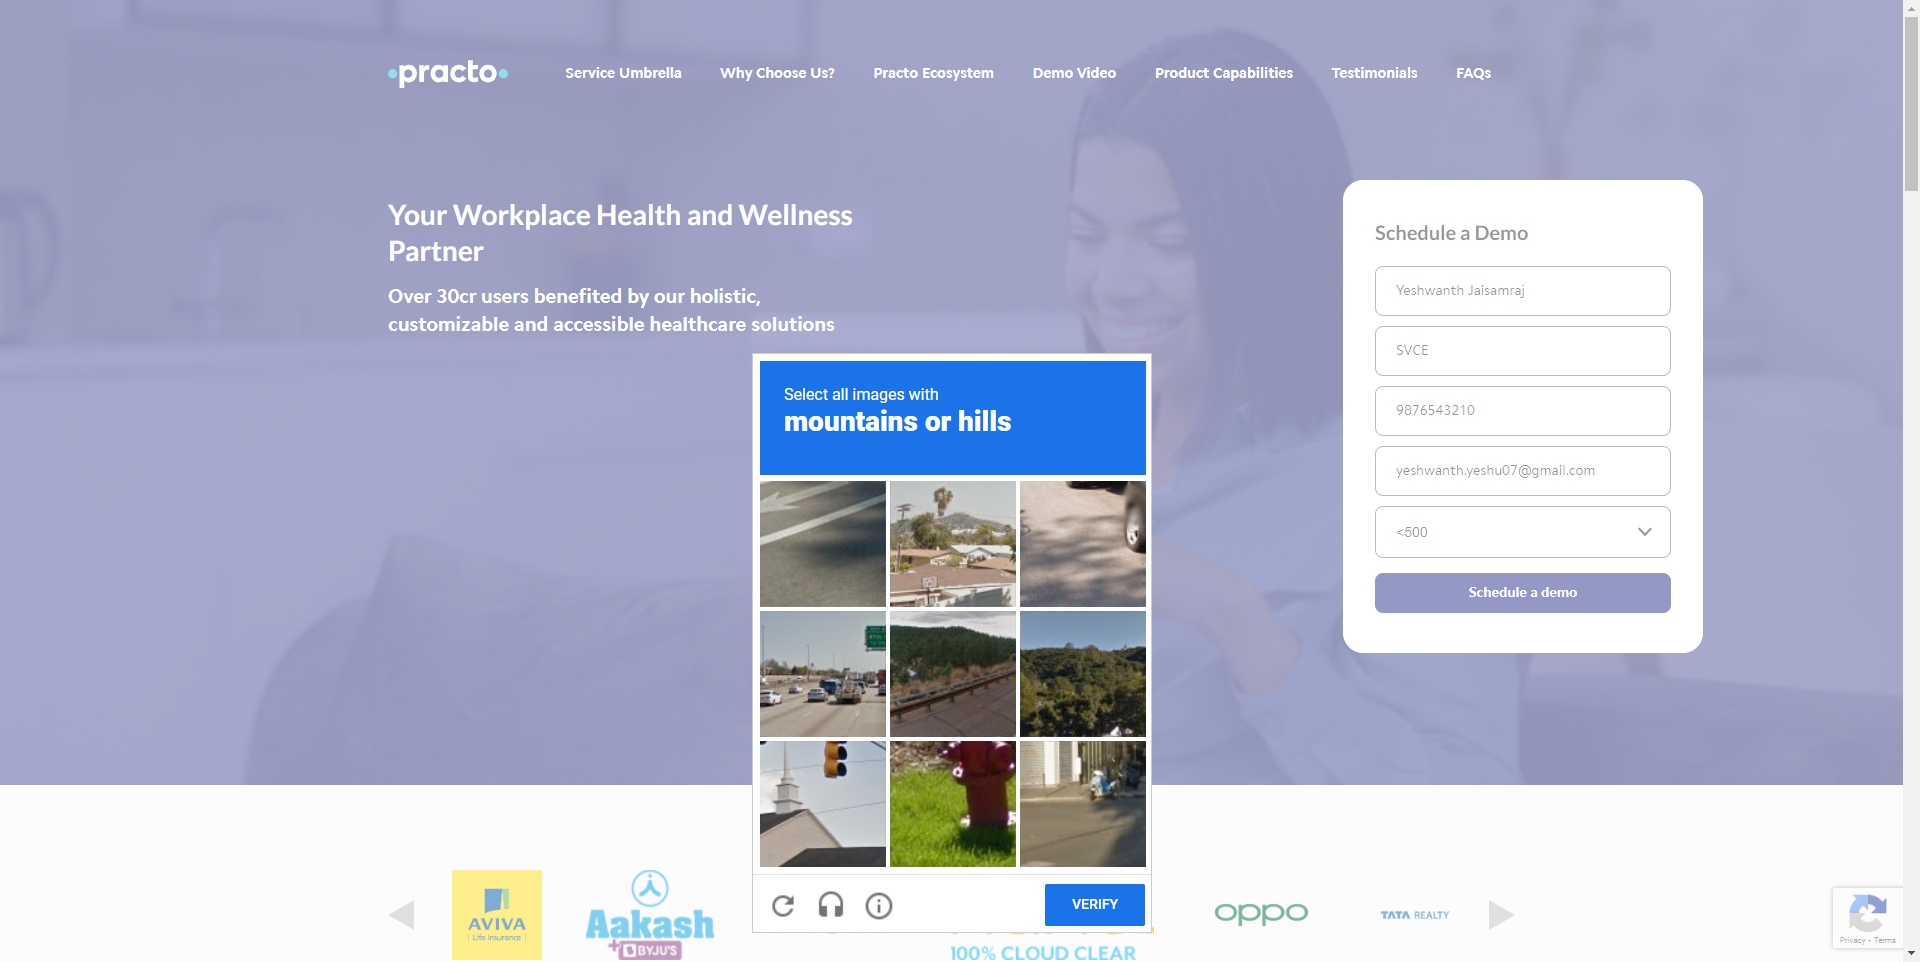 practo
Service Umbrella
Why Choose Us?
Practo Ecosystem
Demo Video
Product Capabilities
Testimonials
FAQs
Your Workplace Health and Wellness
Partner
Over 30cr users benefited by our holistic,
customizable and accessible healthcare solutions
Schedule a Demo
Yeshwanth Jaisamraj
SVCE
9876543210
yeshwanth.yeshu07@gmail.com
<500
Schedule a demo
Select all images with
mountains or hills
VERIFY
AVIVA
Life Insurance
Aakash
+ BYJU'S
100% CLOUD CLEAR
oppo
TATA REALTY
Privacy - Terms